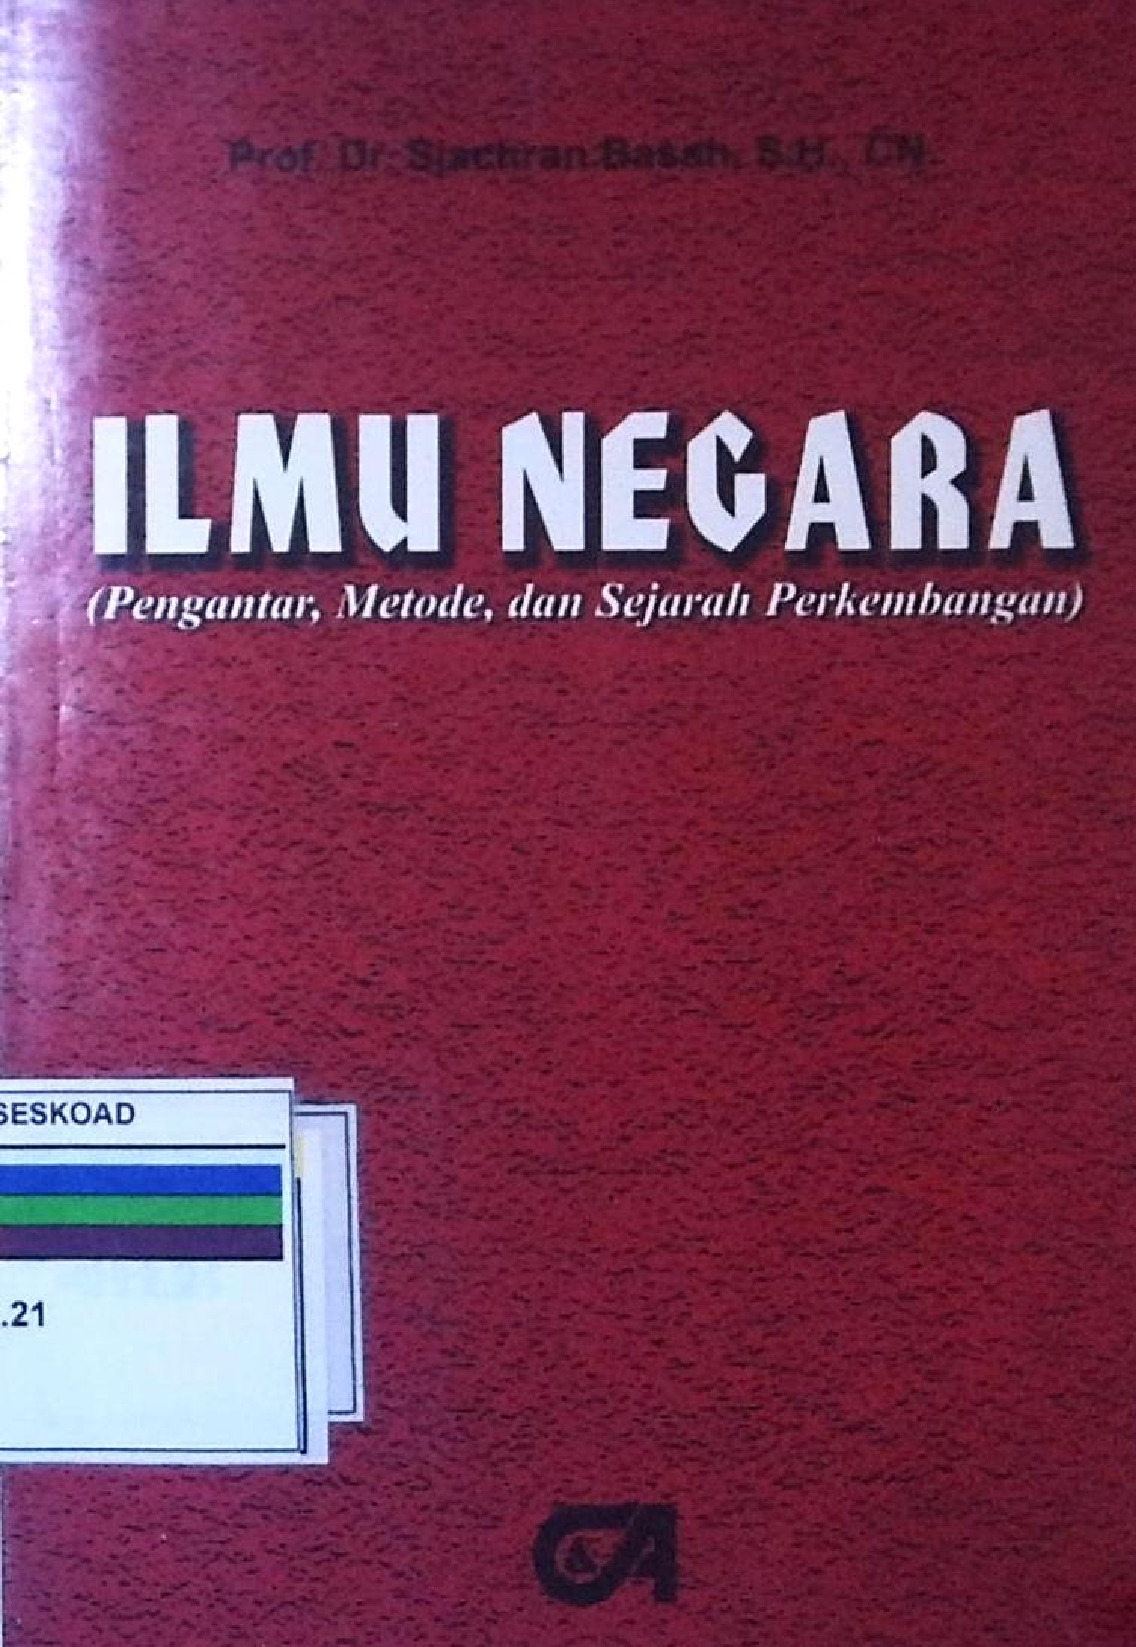 Prof. Dr. Sjachran Basah, S.H., CN.
ILMU NEGARA
(Pengantar, Metode, dan Sejarah Perkembangan)
SESKOAD
.21
C&A